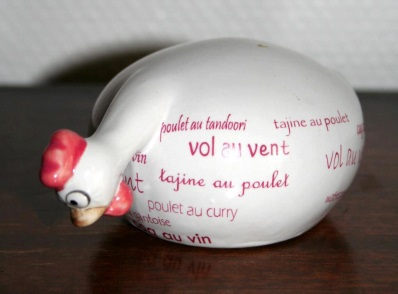 poulet au tandoori
tajine au poulet
vol au vent
vin
vol au
tajine au poulet
poulet au curry
au vin